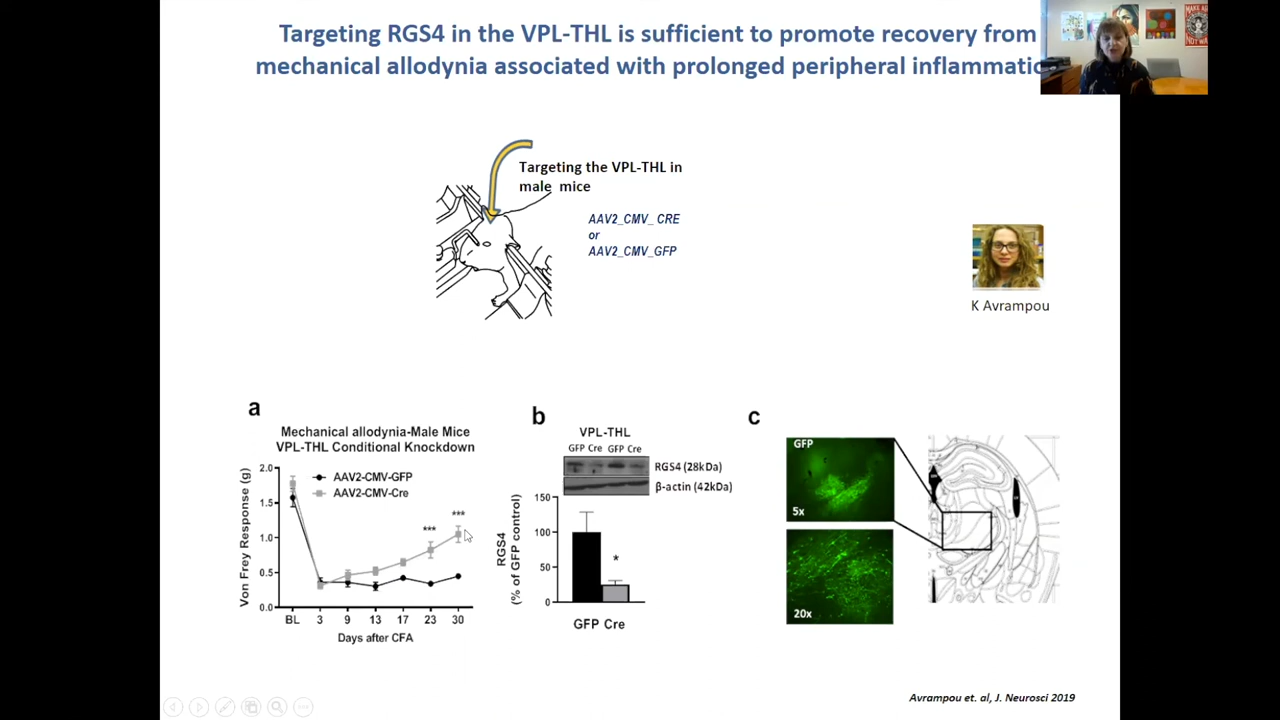 Targeting RGS4 in the VPL-THL is sufficient to promote recovery from
mechanical allodynia associated with prolonged peripheral
Targeting the VPL-THL in
male mice
AAV2_CMV_ CRE
or
AAV2_CMV_GFP
K Avrampou
a
Mechanical allodynia-Male Mice
VPL-THL Conditional Knockdown
Von Frey Response (g)
2.0
1.5
1.0
0.5
0.0
AAV2-CMV-GFP
AAV2-CMV-Cre
***
***
BL 3 9 13 17 23 30
Days after CFA
b
VPL-THL
GFP Cre GFP Cre
RGS4 (28kDa)
β-actin (42kDa)
RGS4
(% of GFP control)
150
100
50
0
*
GFP Cre
c
GFP
5x
20x
Avrampou et. al, J. Neurosci 2019